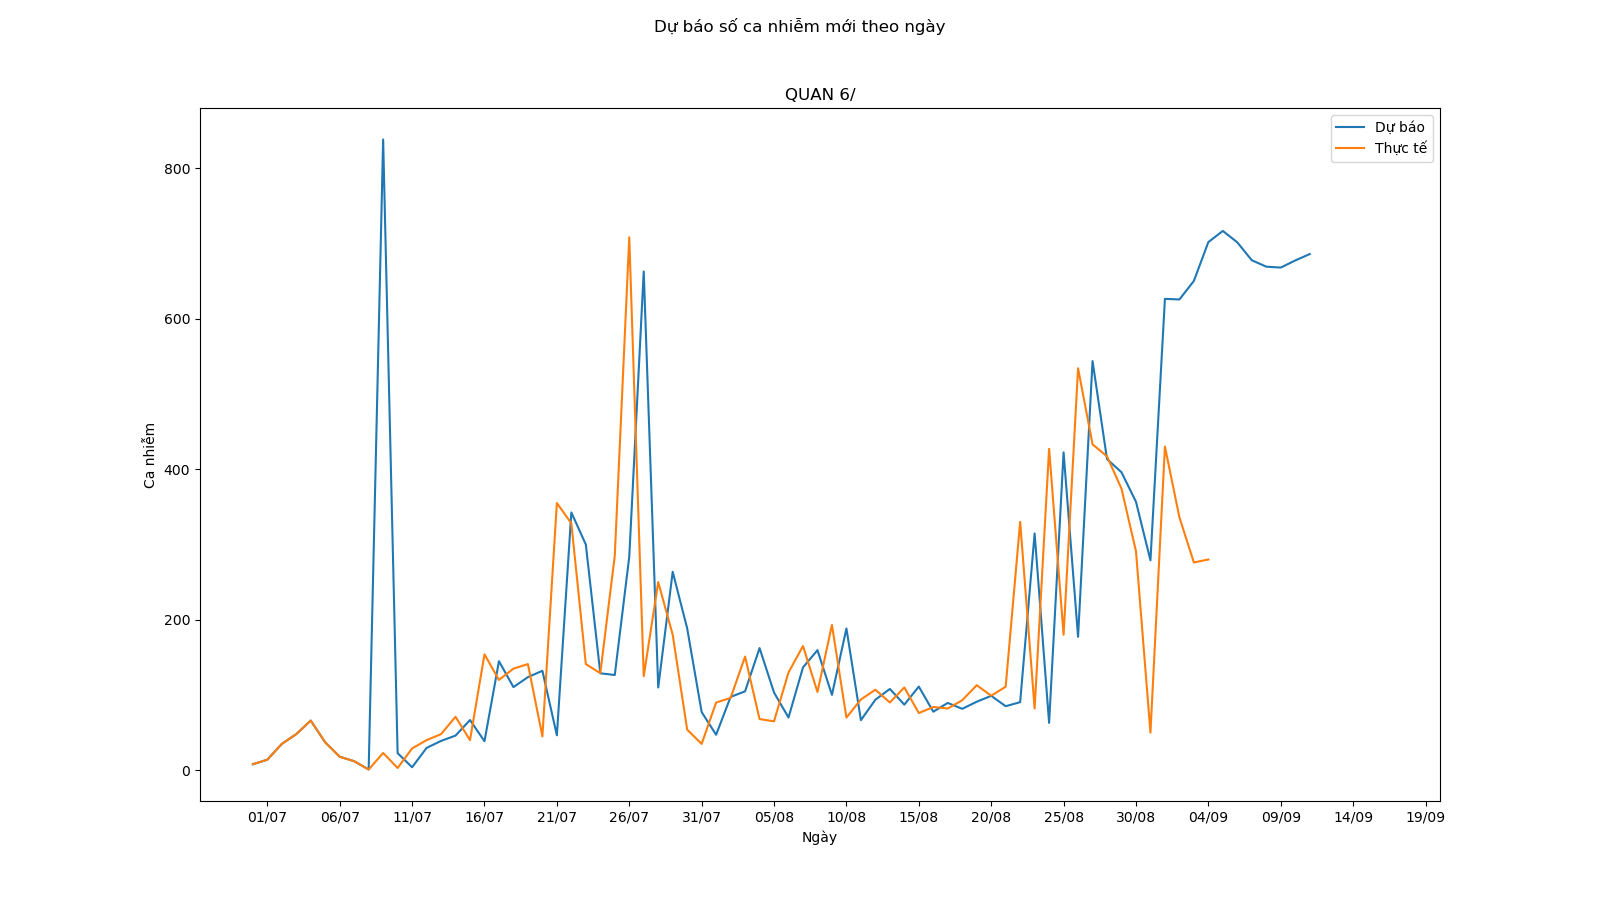 Dự báo số ca nhiễm mới theo ngày
QUAN 6/
Dự báo
Thực tế
800
600
400
200
0
Ca nhiễm
01/07 06/07 11/07 16/07 21/07 26/07 31/07 05/08 10/08 15/08 20/08 25/08 30/08 04/09 09/09 14/09 19/09
Ngày